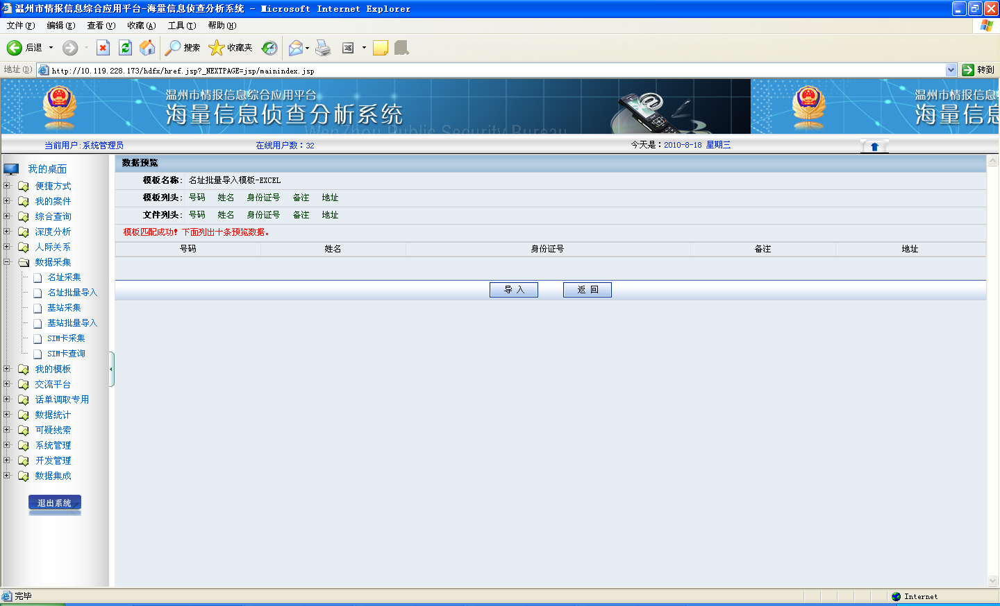 温州市情报信息综合应用平台-海量信息侦查分析系统 - Microsoft Internet Explorer
文件(F) 编辑(E) 查看(V) 收藏(A) 工具(T) 帮助(H)
后退 搜索 收藏夹
地址(D) http://10.119.228.173/hdfx/href.jsp?_NEXTPAGE=jsp/mainindex.jsp 转到
温州市情报信息综合应用平台 温州市情报信息
海量信息侦查分析系统 海量信息
WenZhou Public Security Bureau
当前用户:系统管理员 在线用户数：32 今天是：2010-8-18 星期三
我的桌面
便捷方式
我的案件
综合查询
深度分析
人际关系
数据采集
名址采集
名址批量导入
基站采集
基站批量导入
SIM卡采集
SIM卡查询
我的模板
交流平台
话单调取专用
数据统计
可疑线索
系统管理
开发管理
数据集成
退出系统
数据预览
模板名称: 名址批量导入模板-EXCEL
模板列头: 号码 姓名 身份证号 备注 地址
文件列头: 号码 姓名 身份证号 备注 地址
模板匹配成功! 下面列出十条预览数据。
号码 姓名 身份证号 备注 地址
导 入 返 回
完毕 Internet